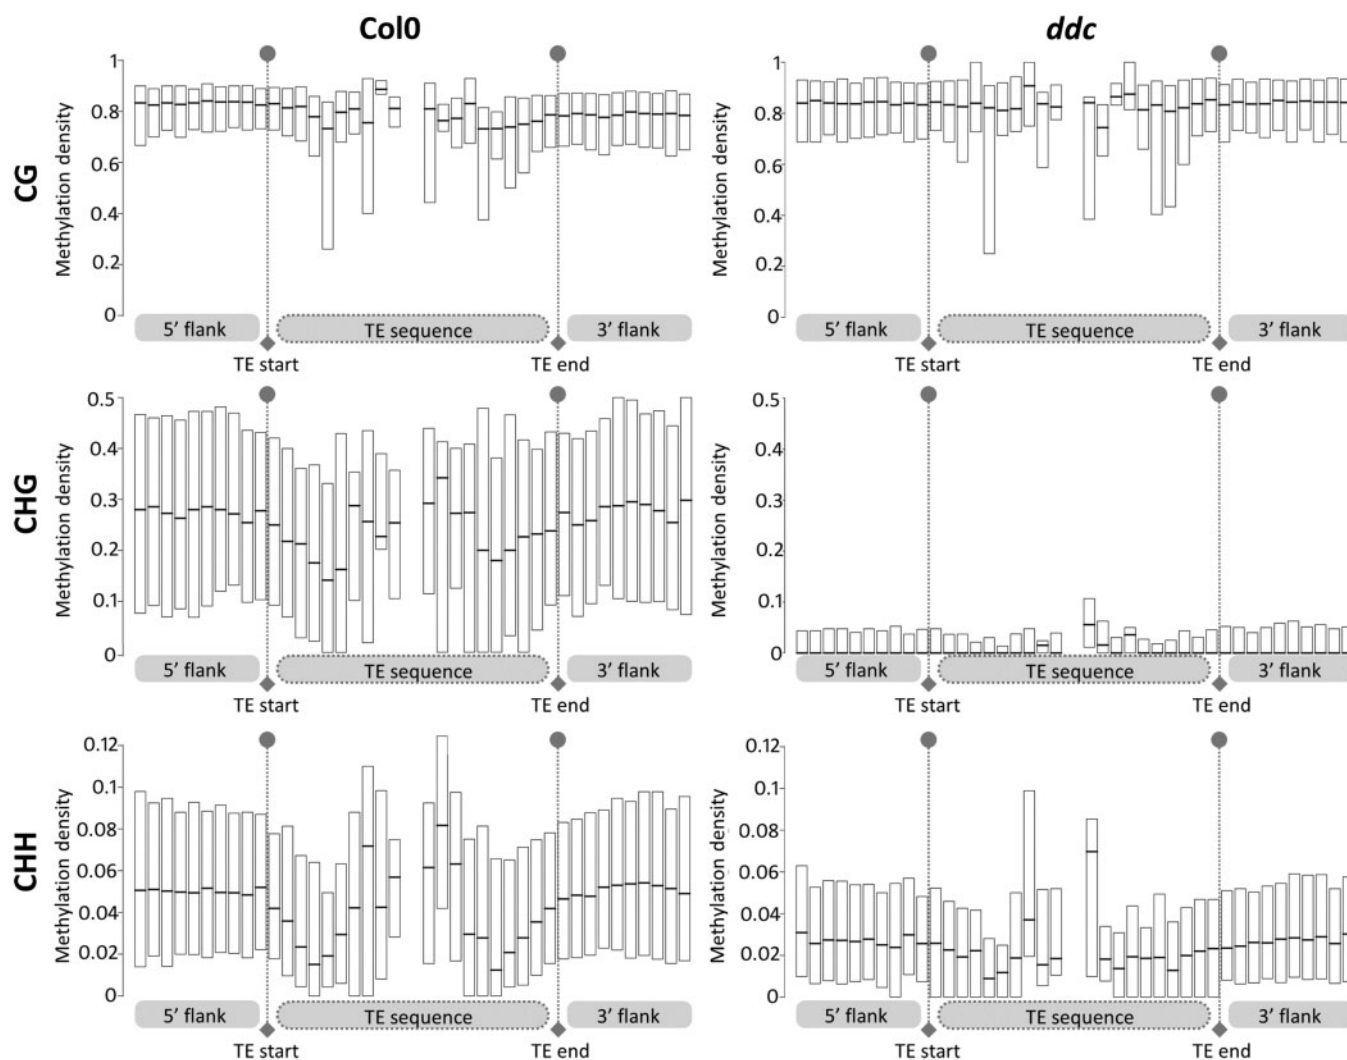 Col0
ddc
CG
Methylation density
1
0.8
0.6
0.4
0.2
0
5' flank
TE sequence
3' flank
TE start
TE end
Methylation density
1
0.8
0.6
0.4
0.2
0
5' flank
TE sequence
3' flank
TE start
TE end
CHG
Methylation density
0.5
0.4
0.3
0.2
0.1
0
5' flank
TE sequence
3' flank
TE start
TE end
Methylation density
0.5
0.4
0.3
0.2
0.1
0
5' flank
TE sequence
3' flank
TE start
TE end
CHH
Methylation density
0.12
0.1
0.08
0.06
0.04
0.02
0
5' flank
TE sequence
3' flank
TE start
TE end
Methylation density
0.12
0.1
0.08
0.06
0.04
0.02
0
5' flank
TE sequence
3' flank
TE start
TE end